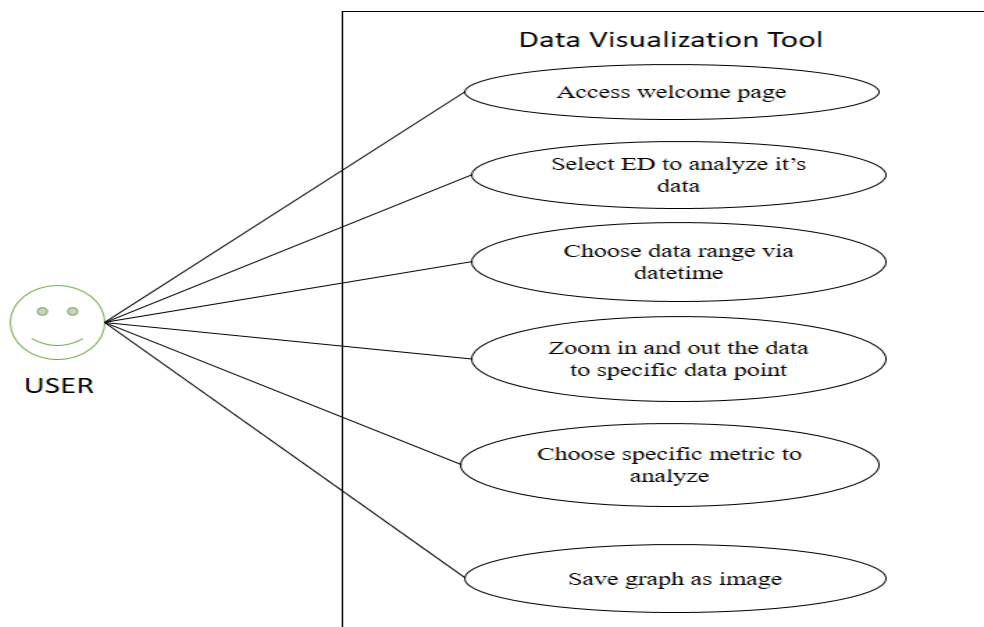 Data Visualization Tool
Access welcome page
Select ED to analyze it's
data
Choose data range via
datetime
Zoom in and out the data
to specific data point
USER
Choose specific metric to
analyze
Save graph as image